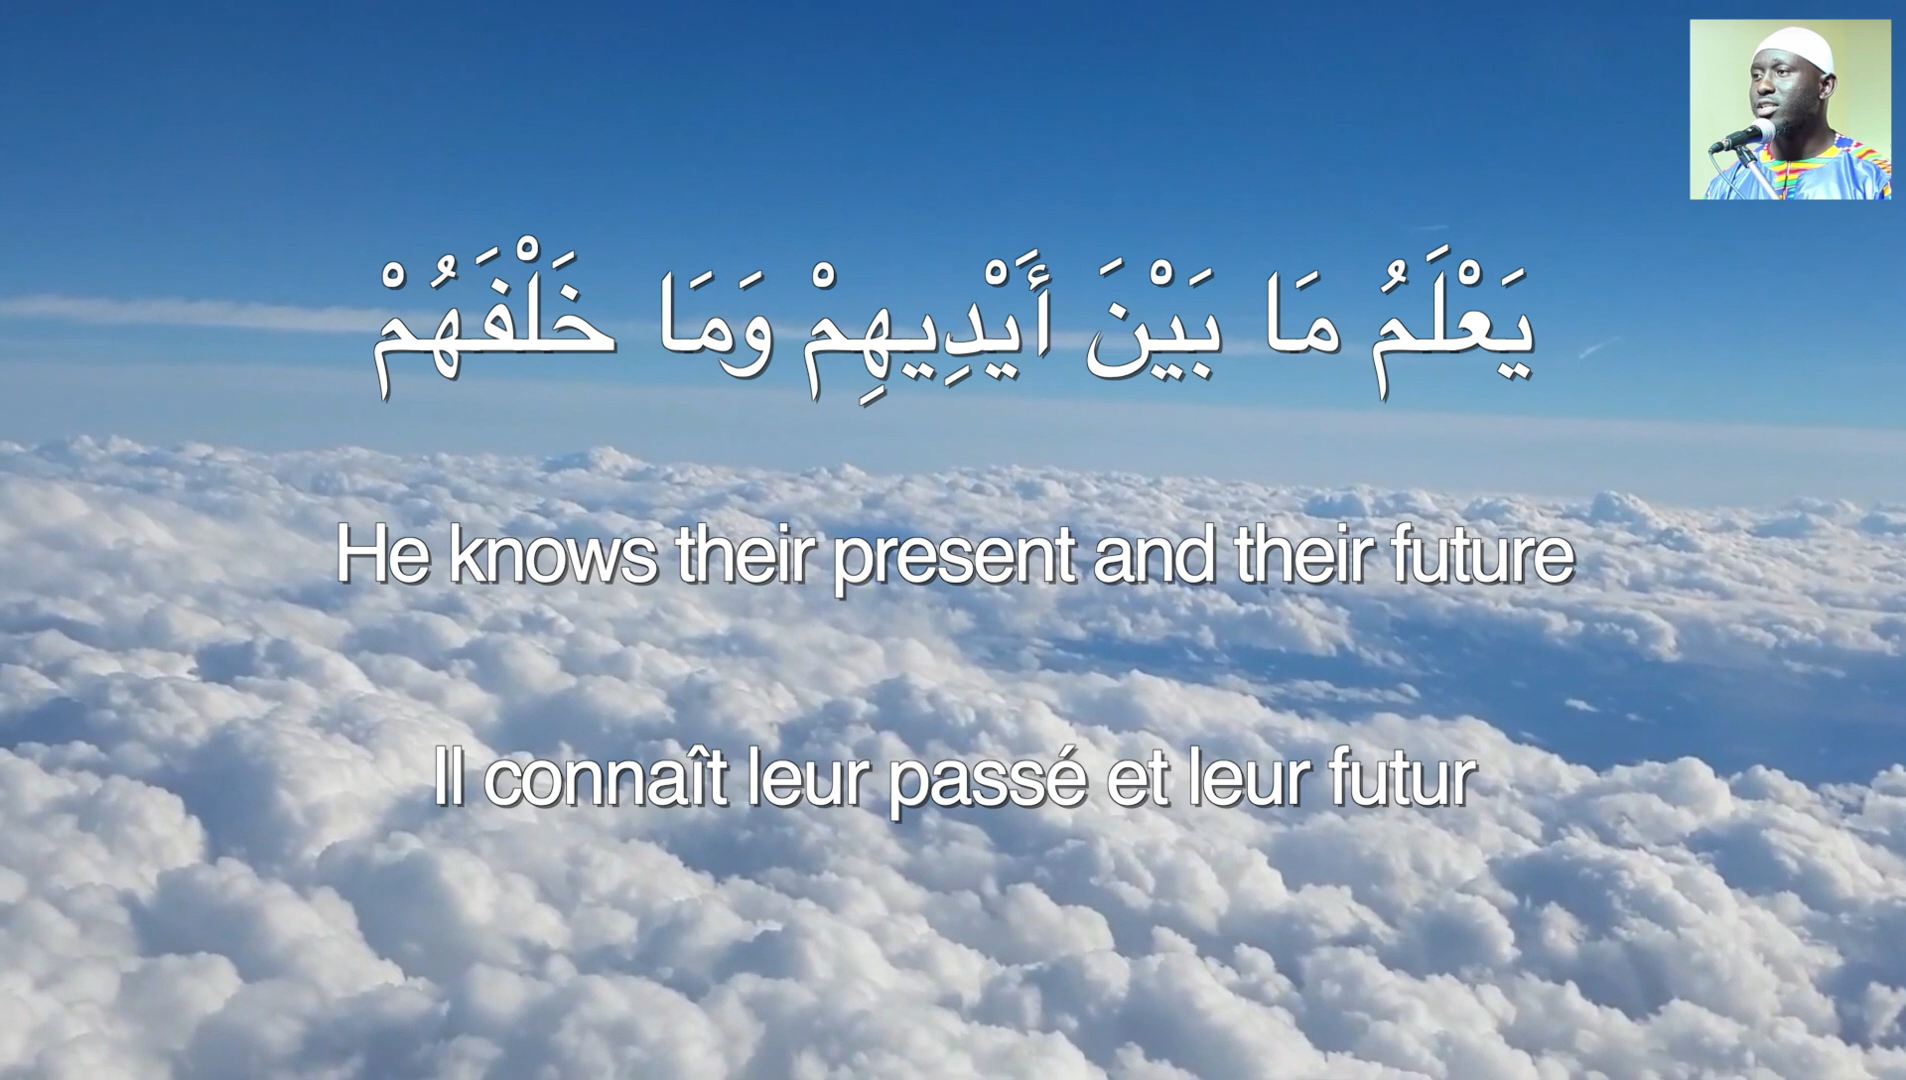 يَعْلَمُ مَا بَيْنَ أَيْدِيهِمْ وَمَا خَلْفَهُمْ
He knows their present and their future
Il connaît leur passé et leur futur